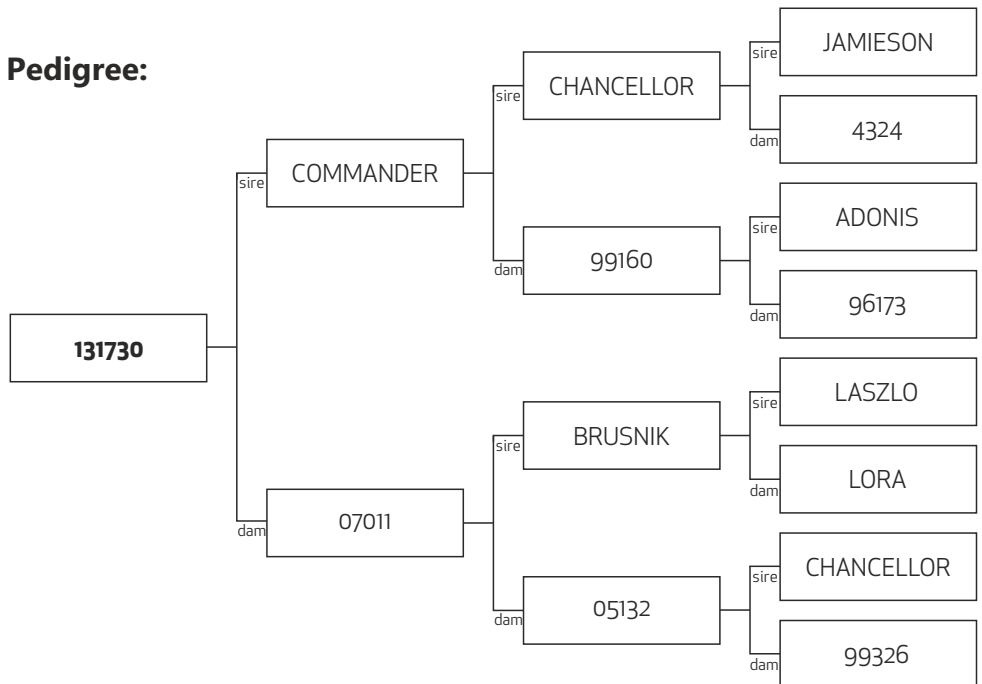 Pedigree:
131730
sire
COMMANDER
dam
07011
sire
CHANCELLOR
dam
99160
sire
BRUSNIK
dam
05132
sire
JAMIESON
dam
4324
sire
ADONIS
dam
96173
sire
LASZLO
dam
LORA
sire
CHANCELLOR
dam
99326